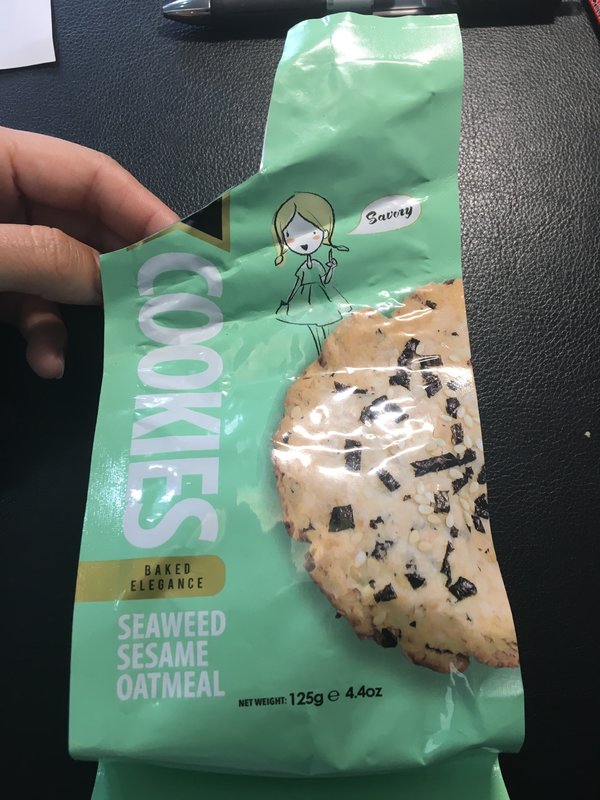 Savory
COOKIES
BAKED
ELEGANCE
SEAWEED
SESAME
OATMEAL
NET WEIGHT: 125g ℮ 4.4oz